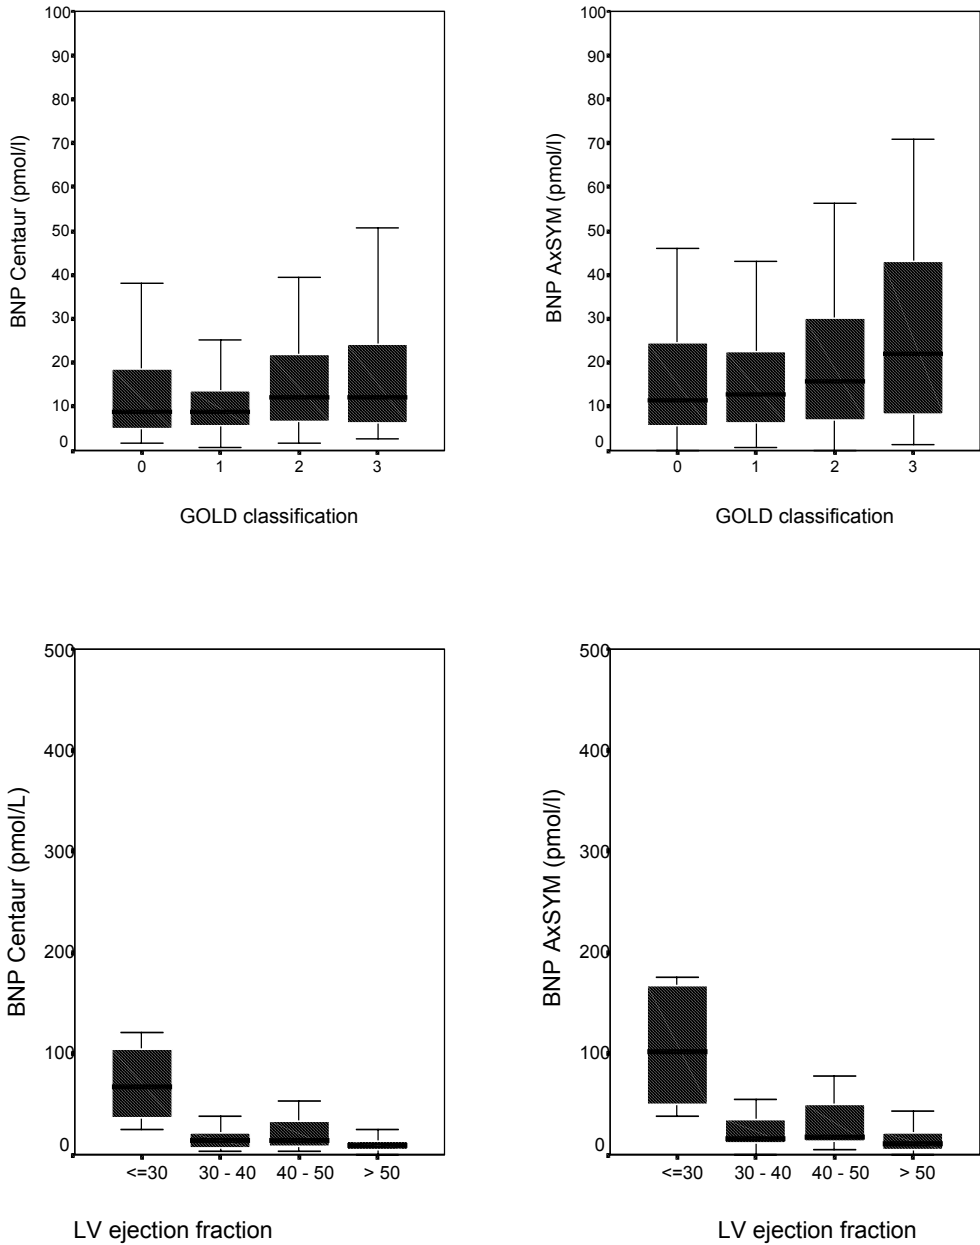 100
90
80
70
60
50
40
30
20
10
0
BNP Centaur (pmol/l)
0 1 2 3
GOLD classification
100
90
80
70
60
50
40
30
20
10
0
BNP AxSYM (pmol/l)
0 1 2 3
GOLD classification
500
400
300
200
100
0
BNP Centaur (pmol/L)
<=30 30 - 40 40 - 50 > 50
LV ejection fraction
500
400
300
200
100
0
BNP AxSYM (pmol/l)
<=30 30 - 40 40 - 50 > 50
LV ejection fraction